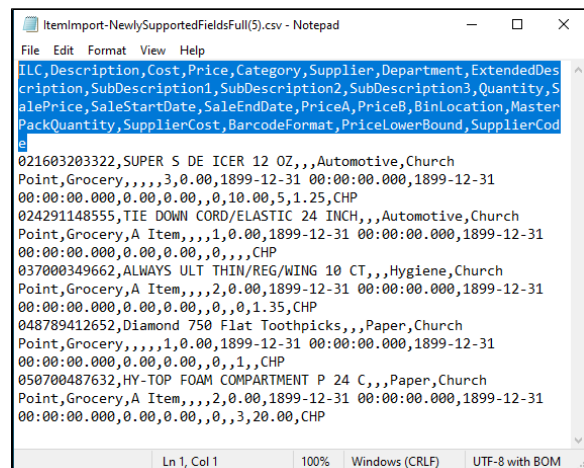 ItemImport-NewlySupportedFieldsFull(5).csv - Notepad
File Edit Format View Help
ILC,Description,Cost,Price,Category,Supplier,Department,ExtendedDes
cription,SubDescription1,SubDescription2,SubDescription3,Quantity,S
alePrice,SaleStartDate,SaleEndDate,PriceA,PriceB,BinLocation,Master
PackQuantity,SupplierCost,BarcodeFormat,PriceLowerBound,SupplierCod
e
021603203322,SUPER S DE ICER 12 OZ,,,Automotive,Church
Point,Grocery,,,,,3,0.00,1899-12-31 00:00:00.000,1899-12-31
00:00:00.000,0.00,0.00,,0,10.00,5,1.25,CHP
024291148555,TIE DOWN CORD/ELASTIC 24 INCH,,,Automotive,Church
Point,Grocery,A Item,,,,1,0.00,1899-12-31 00:00:00.000,1899-12-31
00:00:00.000,0.00,0.00,,0,,,,CHP
037000349662,ALWAYS ULT THIN/REG/WING 10 CT,,,Hygiene,Church
Point,Grocery,A Item,,,,2,0.00,1899-12-31 00:00:00.000,1899-12-31
00:00:00.000,0.00,0.00,,0,,0,1.35,CHP
048789412652,Diamond 750 Flat Toothpicks,,,Paper,Church
Point,Grocery,,,,,1,0.00,1899-12-31 00:00:00.000,1899-12-31
00:00:00.000,0.00,0.00,,0,,1,,CHP
050700487632,HY-TOP FOAM COMPARTMENT P 24 C,,,Paper,Church
Point,Grocery,A Item,,,,2,0.00,1899-12-31 00:00:00.000,1899-12-31
00:00:00.000,0.00,0.00,,0,,3,20.00,CHP
Ln 1, Col 1 100% Windows (CRLF) UTF-8 with BOM